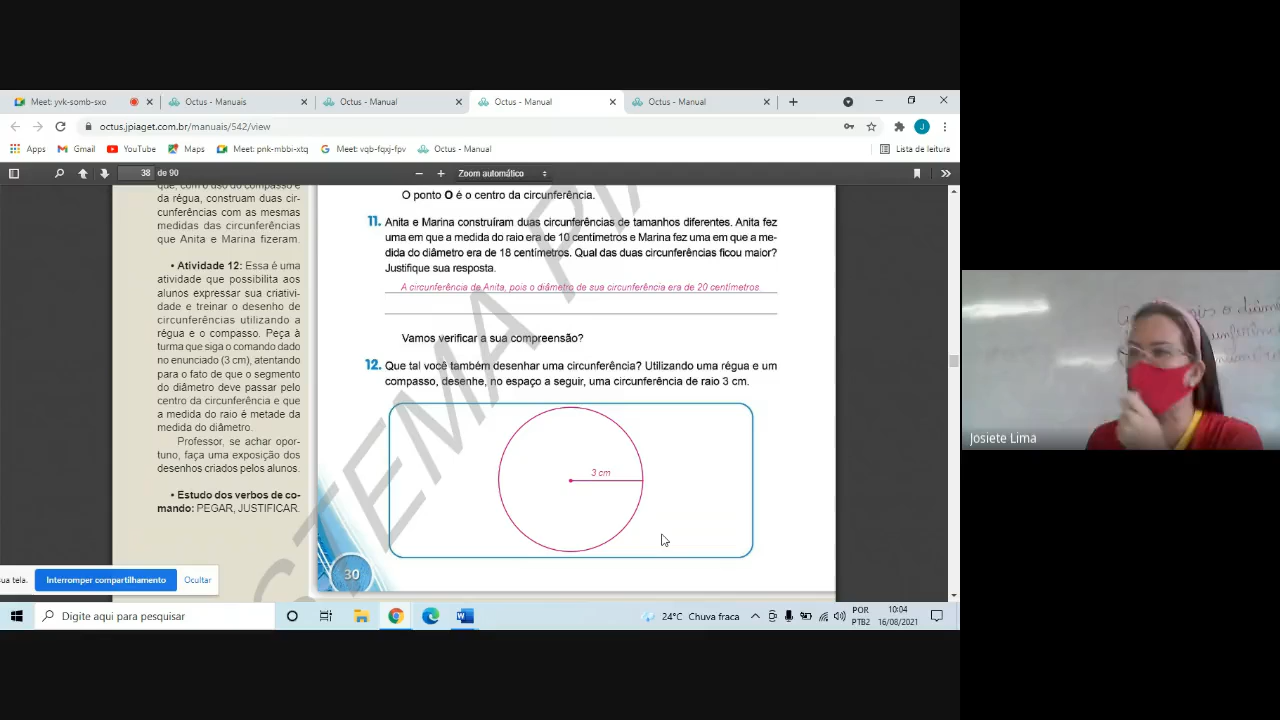 Meet: yvk-somb-sxo
Octus - Manuais
Octus - Manual
Octus - Manual
Octus - Manual
octus.jpiaget.com.br/manuais/542/view
Apps
Gmail
YouTube
Maps
Meet: pnk-mbbi-xtq
Meet: vqb-fqxj-fpv
Octus - Manual
Lista de leitura
38 de 90
Zoom automático
que, com o uso do compasso e
da régua, construam duas cir-
cunferências com as mesmas
medidas das circunferências
que Anita e Marina fizeram.
• Atividade 12: Essa é uma
atividade que possibilita aos
alunos expressar sua criativi-
dade e treinar o desenho de
circunferências utilizando a
régua e o compasso. Peça à
turma que siga o comando dado
no enunciado (3 cm), atentando
para o fato de que o segmento
do diâmetro deve passar pelo
centro da circunferência e que
a medida do raio é metade da
medida do diâmetro.
Professor, se achar opor-
tuno, faça uma exposição dos
desenhos criados pelos alunos.
• Estudo dos verbos de co-
mando: PEGAR, JUSTIFICAR.
O ponto O é o centro da circunferência.
11. Anita e Marina construíram duas circunferências de tamanhos diferentes. Anita fez
uma em que a medida do raio era de 10 centímetros e Marina fez uma em que a me-
dida do diâmetro era de 18 centímetros. Qual das duas circunferências ficou maior?
Justifique sua resposta.
A circunferência de Anita, pois o diâmetro de sua circunferência era de 20 centímetros.
Vamos verificar a sua compreensão?
12. Que tal você também desenhar uma circunferência? Utilizando uma régua e um
compasso, desenhe, no espaço a seguir, uma circunferência de raio 3 cm.
3 cm
30
STEMA PI
sua tela.
Interromper compartilhamento
Ocultar
Digite aqui para pesquisar
24°C Chuva fraca
POR
PTB2
10:04
16/08/2021
J
Josiete Lima